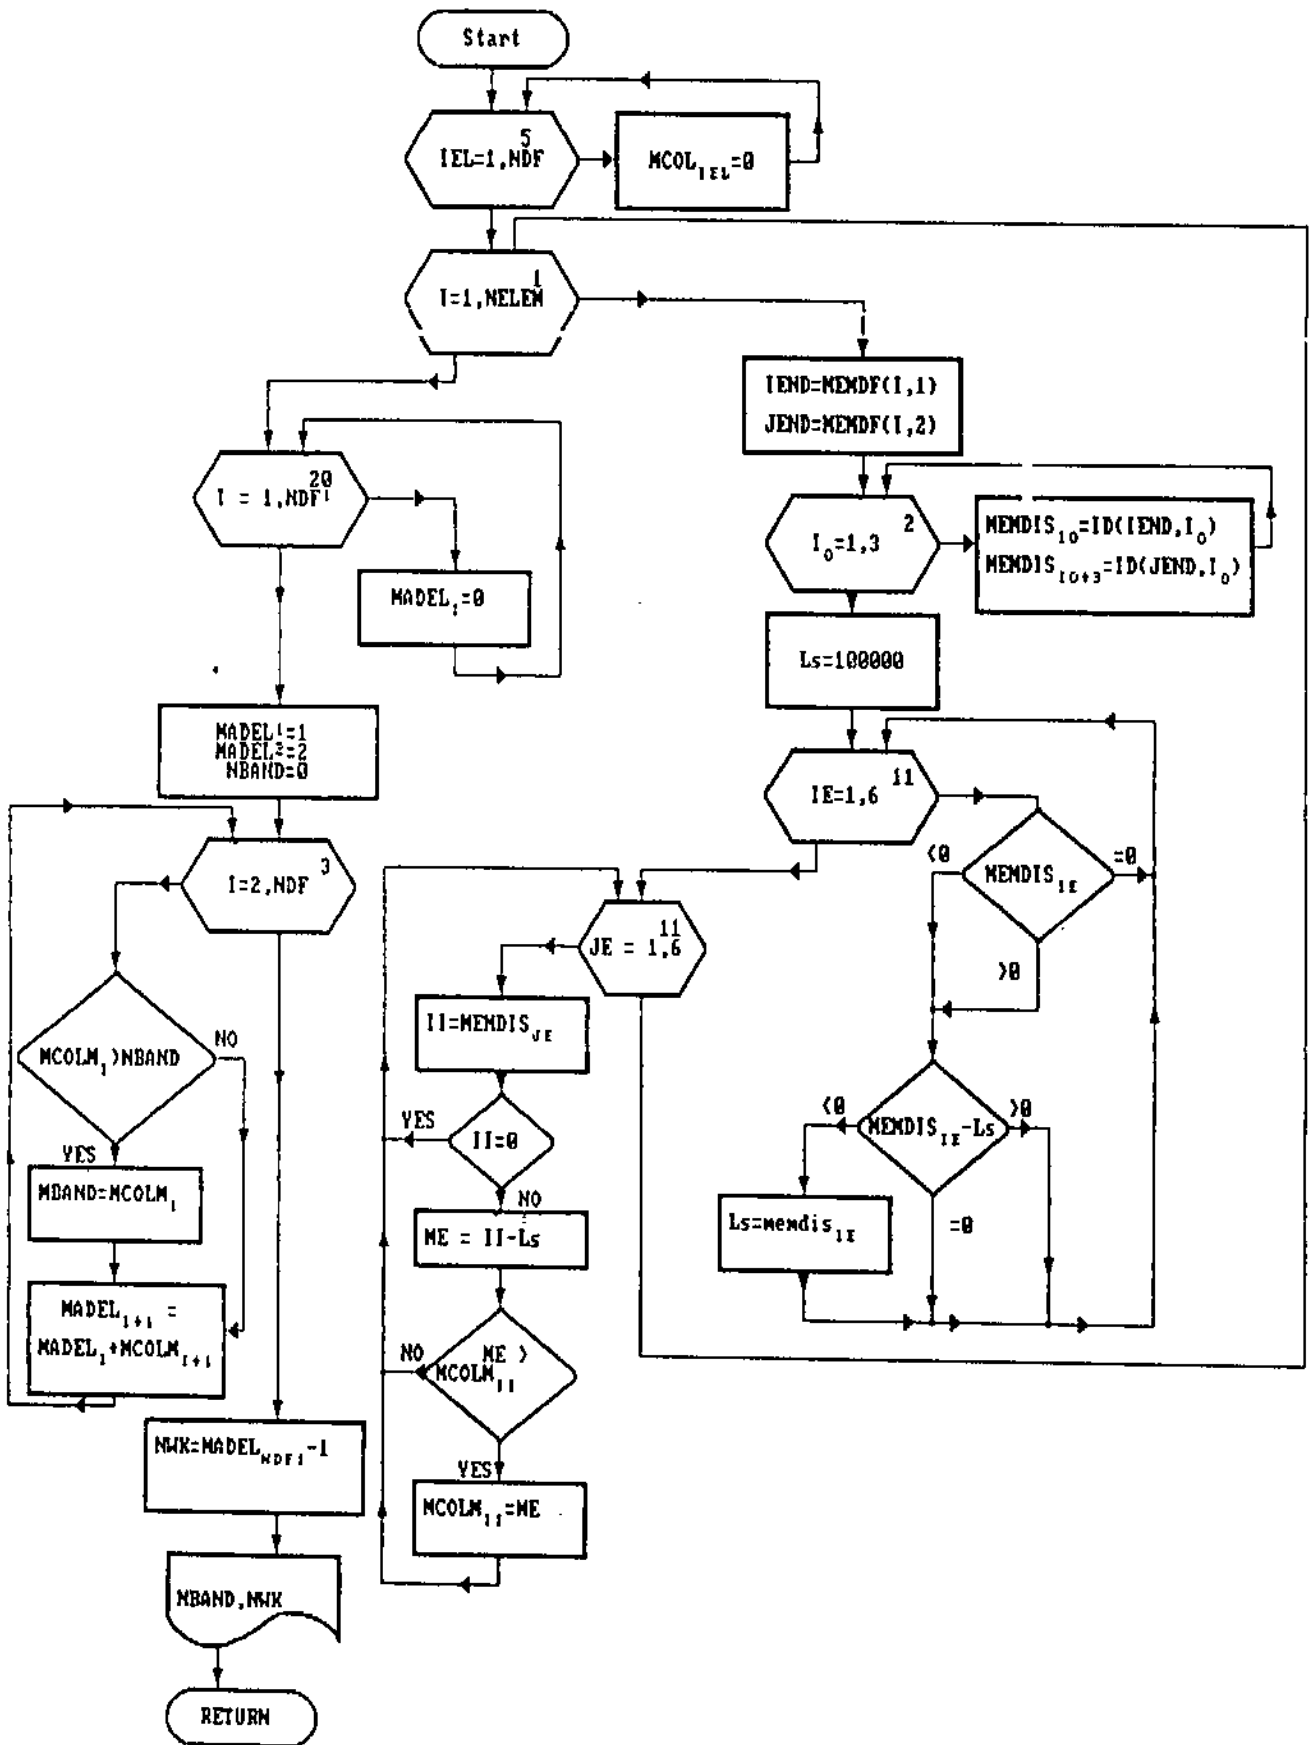 Start
5
IEL=1,NDF
MCOL IEL=0
1
I=1,NELEM
IEND=MEMDF(I,1)
JEND=MEMDF(I,2)
20
I = 1,NDF1
MADEL I=0
2
I0=1,3
MEMDIS I0=ID(IEND,I0)
MEMDIS I0+3=ID(JEND,I0)
Ls=100000
MADEL1=1
MADEL2=2
NBAND=0
11
IE=1,6
<0
MEMDIS IE
=0
>0
3
I=2,NDF
11
JE = 1,6
II=MEMDIS JE
MCOLM I>NBAND
NO
YES
II=0
YES
NO
<0
MEMDIS IE-Ls
>0
=0
MBAND=MCOLM I
ME = II-Ls
Ls=memdis IE
MADEL I+1 =
MADEL I+MCOLM I+1
NO
ME >
MCOLM II
YES
NWK=MADEL NDF1-1
MCOLM II=ME
NBAND,NWK
RETURN